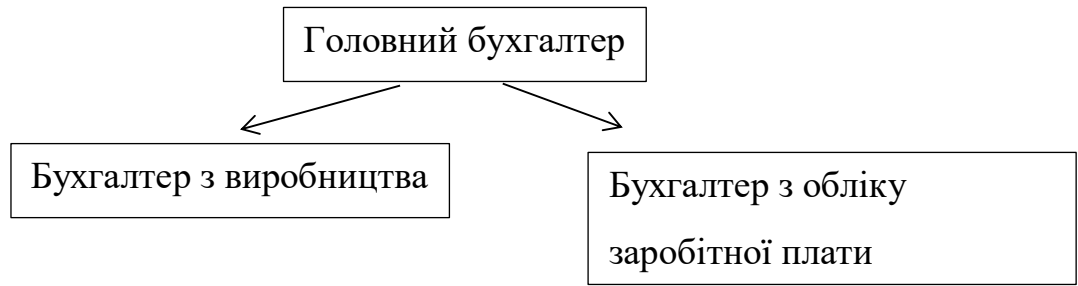 Головний бухгалтер
Бухгалтер з виробництва
Бухгалтер з обліку
заробітної плати